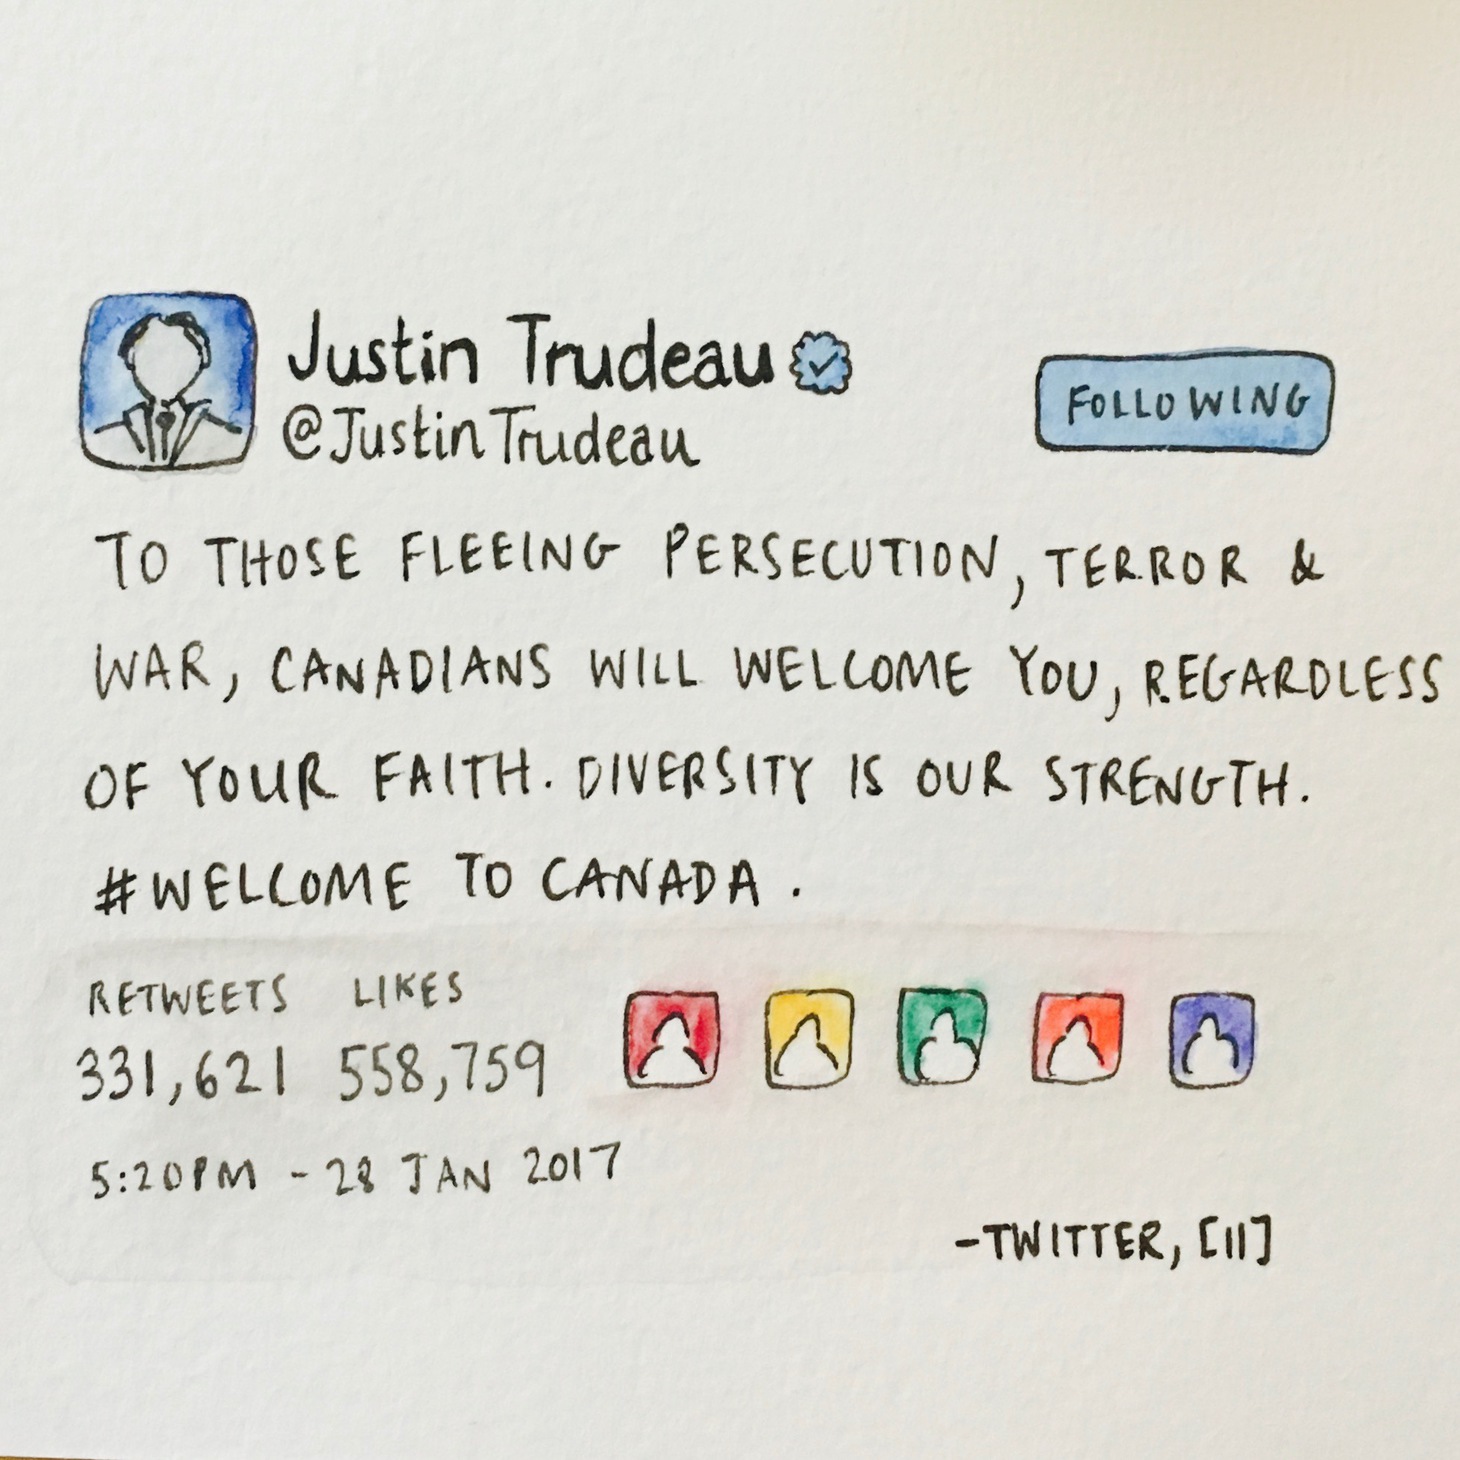 Justin Trudeau
@JustinTrudeau
FOLLOWING
TO THOSE FLEEING PERSECUTION, TERROR &
WAR, CANADIANS WILL WELCOME YOU, REGARDLESS
OF YOUR FAITH. DIVERSITY IS OUR STRENGTH.
#WELCOME TO CANADA.
RETWEETS LIKES
331,621 558,759
5:20PM - 28 JAN 2017
-TWITTER, [11]